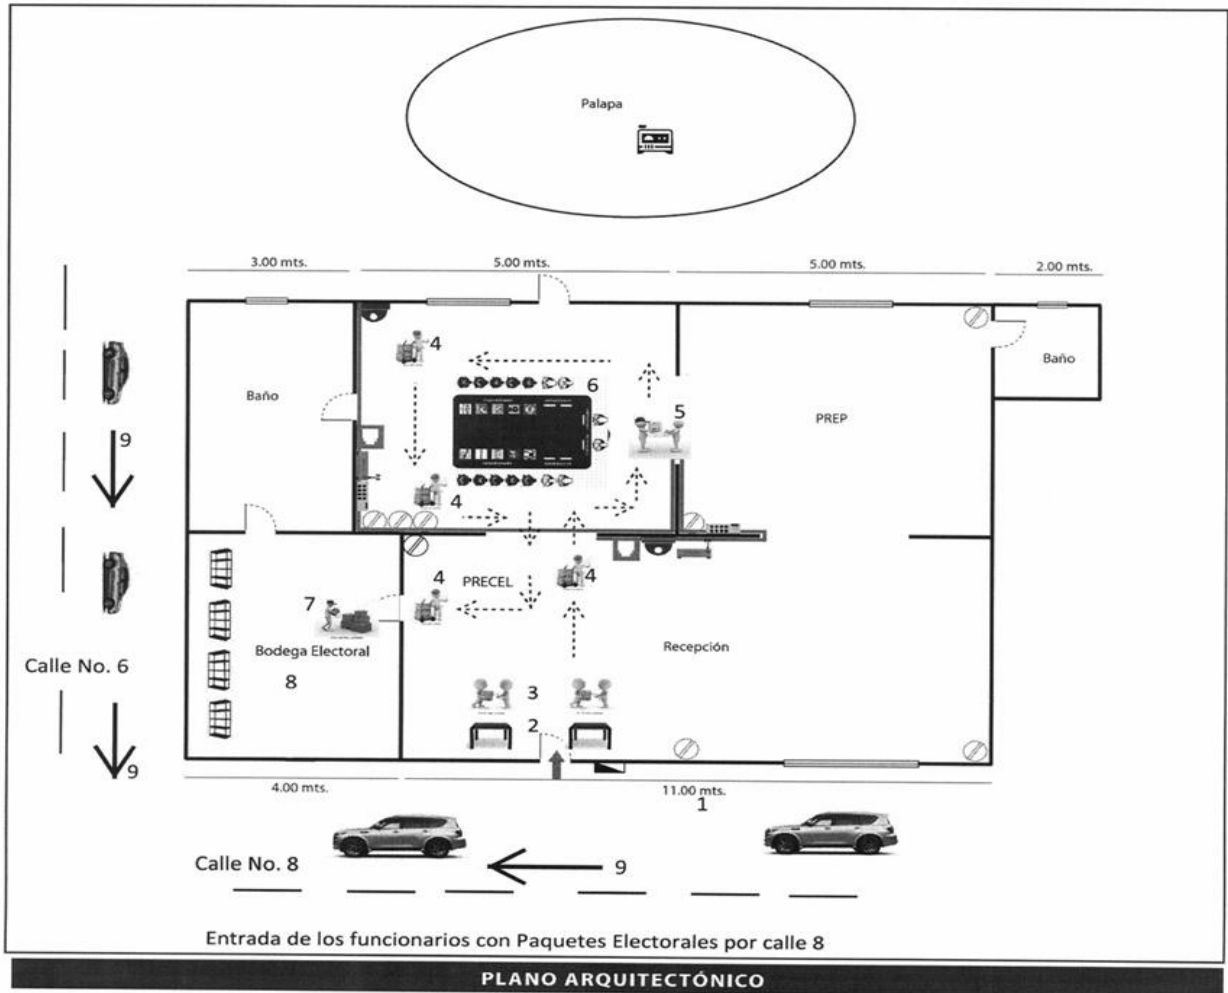 Palapa
3.00 mts.
5.00 mts.
5.00 mts.
2.00 mts.
4
6
5
Baño
Baño
PREP
9
4
4
4
PRECEL
7
Recepción
Bodega Electoral
8
Calle No. 6
3
2
9
4.00 mts.
11.00 mts.
1
Calle No. 8
9
Entrada de los funcionarios con Paquetes Electorales por calle 8
PLANO ARQUITECTÓNICO